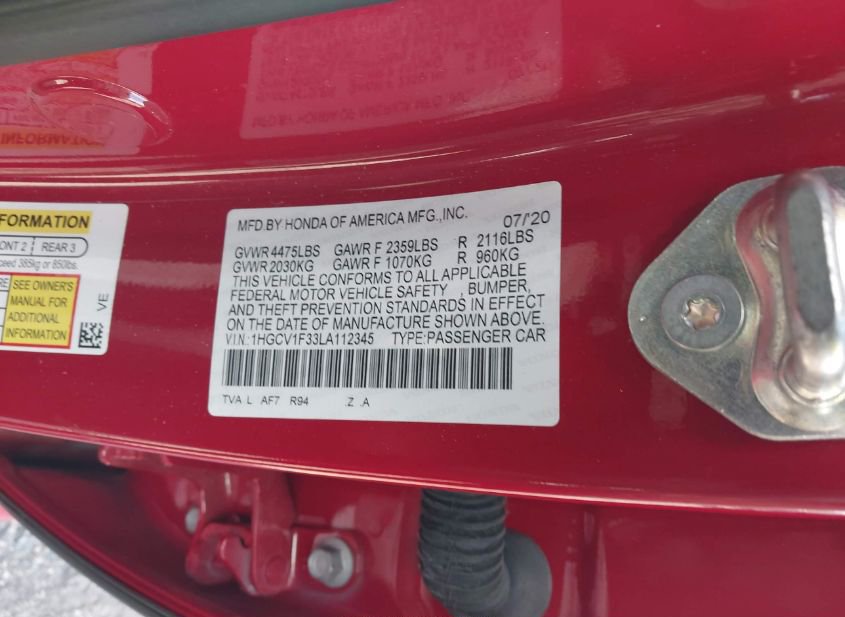 FORMATION
ONT 2 REAR 3
ceed 385kg or 850lbs.
SEE OWNER'S
MANUAL FOR
ADDITIONAL
INFORMATION
VE
MFD.BY HONDA OF AMERICA MFG.,INC. 07/'20
GVWR 4475LBS GAWR F 2359LBS R 2116LBS
GVWR 2030KG GAWR F 1070KG R 960KG
THIS VEHICLE CONFORMS TO ALL APPLICABLE
FEDERAL MOTOR VEHICLE SAFETY , BUMPER,
AND THEFT PREVENTION STANDARDS IN EFFECT
ON THE DATE OF MANUFACTURE SHOWN ABOVE.
V.I.N.:1HGCV1F33LA112345 TYPE:PASSENGER CAR
TVA L AF7 R94 .Z .A